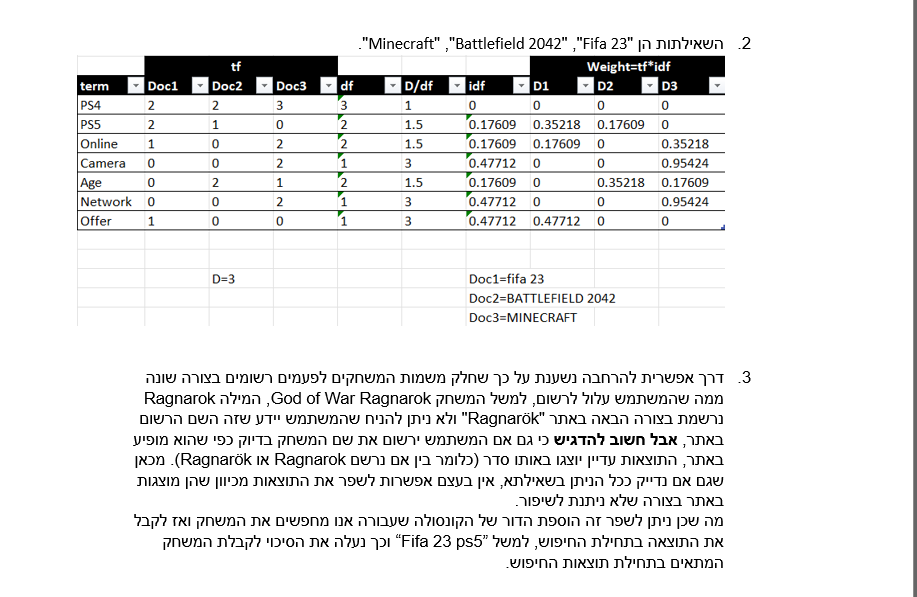 2. השאילתות הן "Fifa 23", "Battlefield 2042", "Minecraft".
tf Weight=tf*idf
term Doc1 Doc2 Doc3 df D/df idf D1 D2 D3
PS4 2 2 3 3 1 0 0 0 0
PS5 2 1 0 2 1.5 0.17609 0.35218 0.17609 0
Online 1 0 2 2 1.5 0.17609 0.17609 0 0.35218
Camera 0 0 2 1 3 0.47712 0 0 0.95424
Age 0 2 1 2 1.5 0.17609 0 0.35218 0.17609
Network 0 0 2 1 3 0.47712 0 0 0.95424
Offer 1 0 0 1 3 0.47712 0.47712 0 0
D=3 Doc1=fifa 23
Doc2=BATTLEFIELD 2042
Doc3=MINECRAFT
3. דרך אפשרית להרחבה נשענת על כך שחלק משמות המשחקים לפעמים רשומים בצורה שונה
ממה שהמשתמש עלול לרשום, למשל המשחק God of War Ragnarok, המילה Ragnarok
נרשמת בצורה הבאה באתר "Ragnarök" ולא ניתן להניח שהמשתמש יידע שזה השם הרשום
באתר, אבל חשוב להדגיש כי גם אם המשתמש ירשום את שם המשחק בדיוק כפי שהוא מופיע
באתר, התוצאות עדיין יוצגו באותו סדר (כלומר בין אם נרשם Ragnarok או Ragnarök). מכאן
שגם אם נדייק ככל הניתן בשאילתא, אין בעצם אפשרות לשפר את התוצאות מכיוון שהן מוצגות
באתר בצורה שלא ניתנת לשיפור.
מה שכן ניתן לשפר זה הוספת הדור של הקונסולה שעבורה אנו מחפשים את המשחק ואז לקבל
את התוצאה בתחילת החיפוש, למשל "Fifa 23 ps5" וכך נעלה את הסיכוי לקבלת המשחק
המתאים בתחילת תוצאות החיפוש.